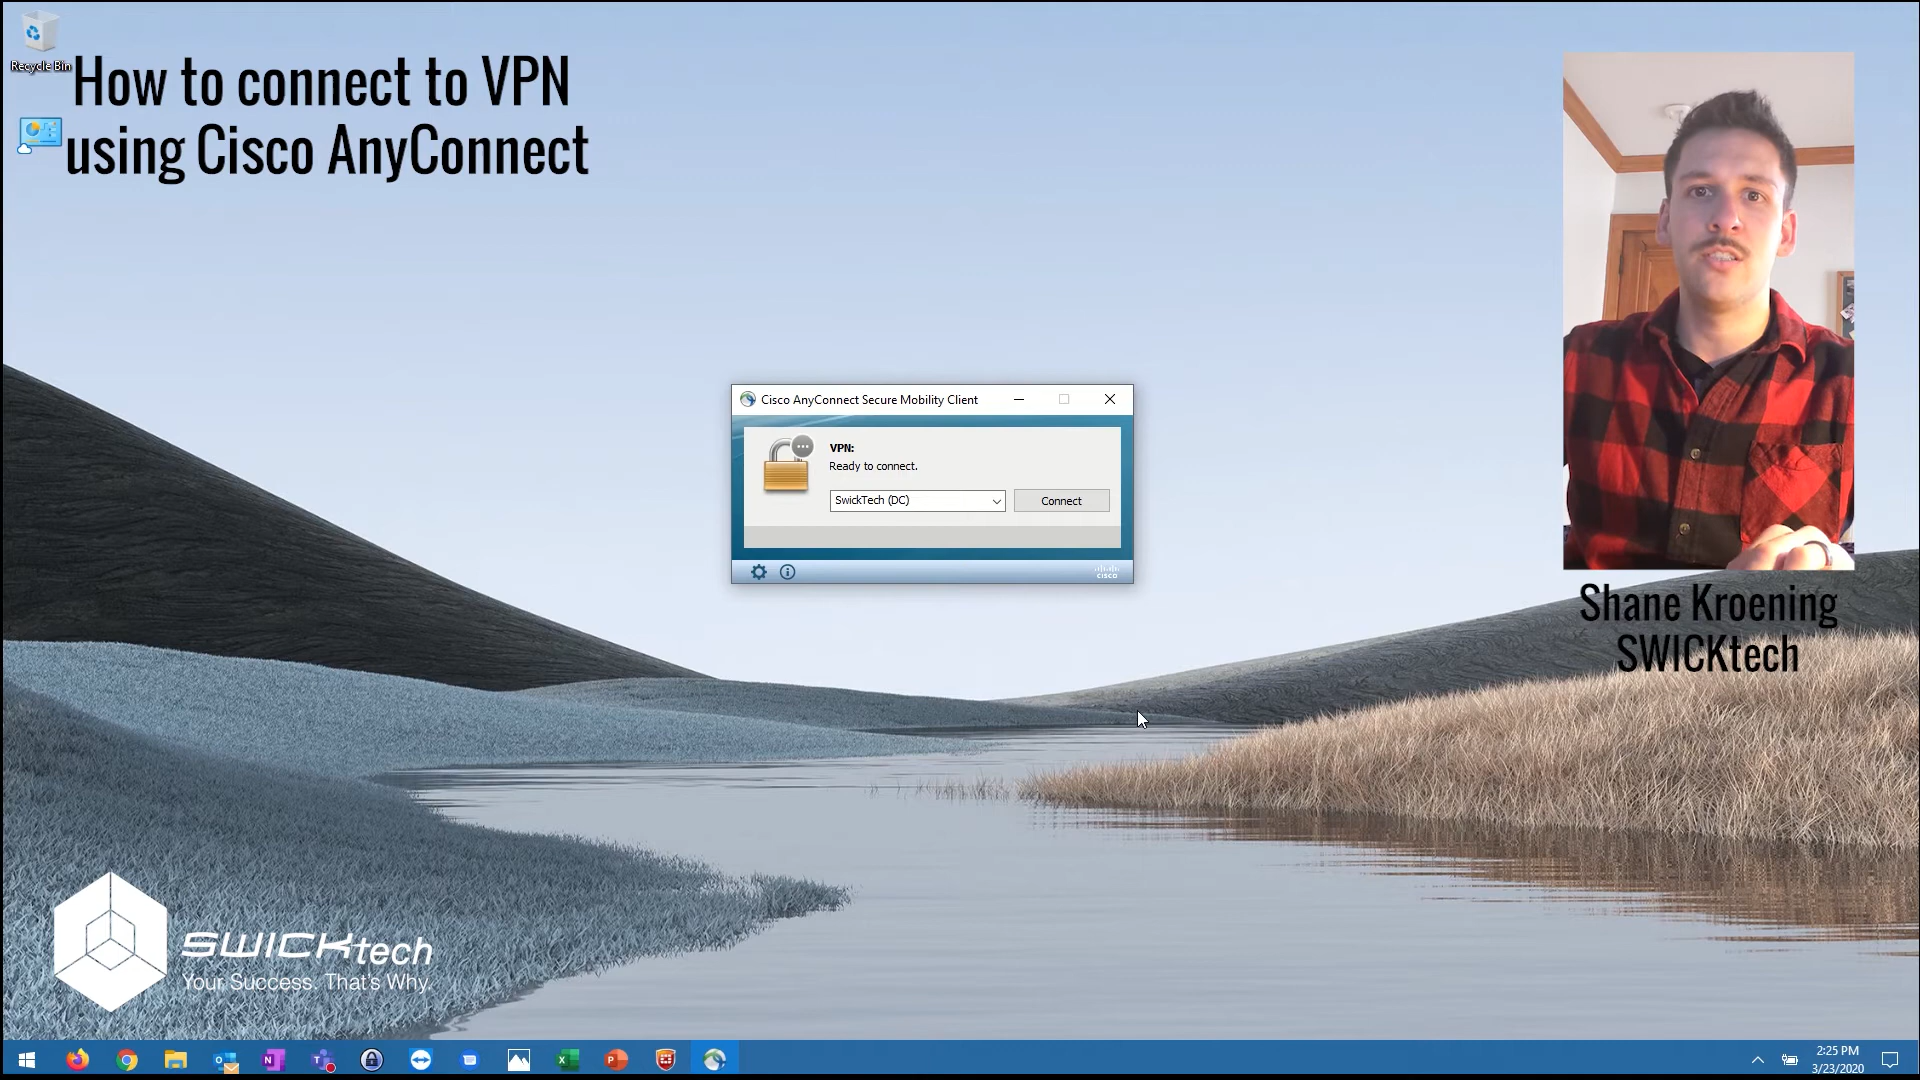 Recycle Bin
How to connect to VPN
using Cisco AnyConnect
Cisco AnyConnect Secure Mobility Client
VPN:
Ready to connect.
SwickTech (DC)
Connect
cisco
Shane Kroening
SWICKtech
SWICKtech
Your Success. That's Why.
2:25 PM
3/23/2020